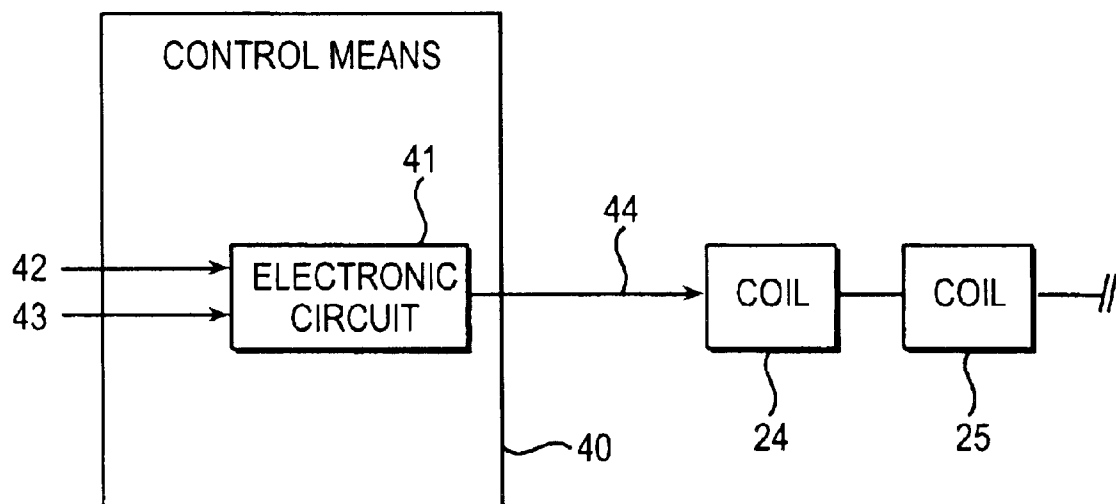 CONTROL MEANS
41
44
42
ELECTRONIC
CIRCUIT
COIL
COIL
43
24
25
40